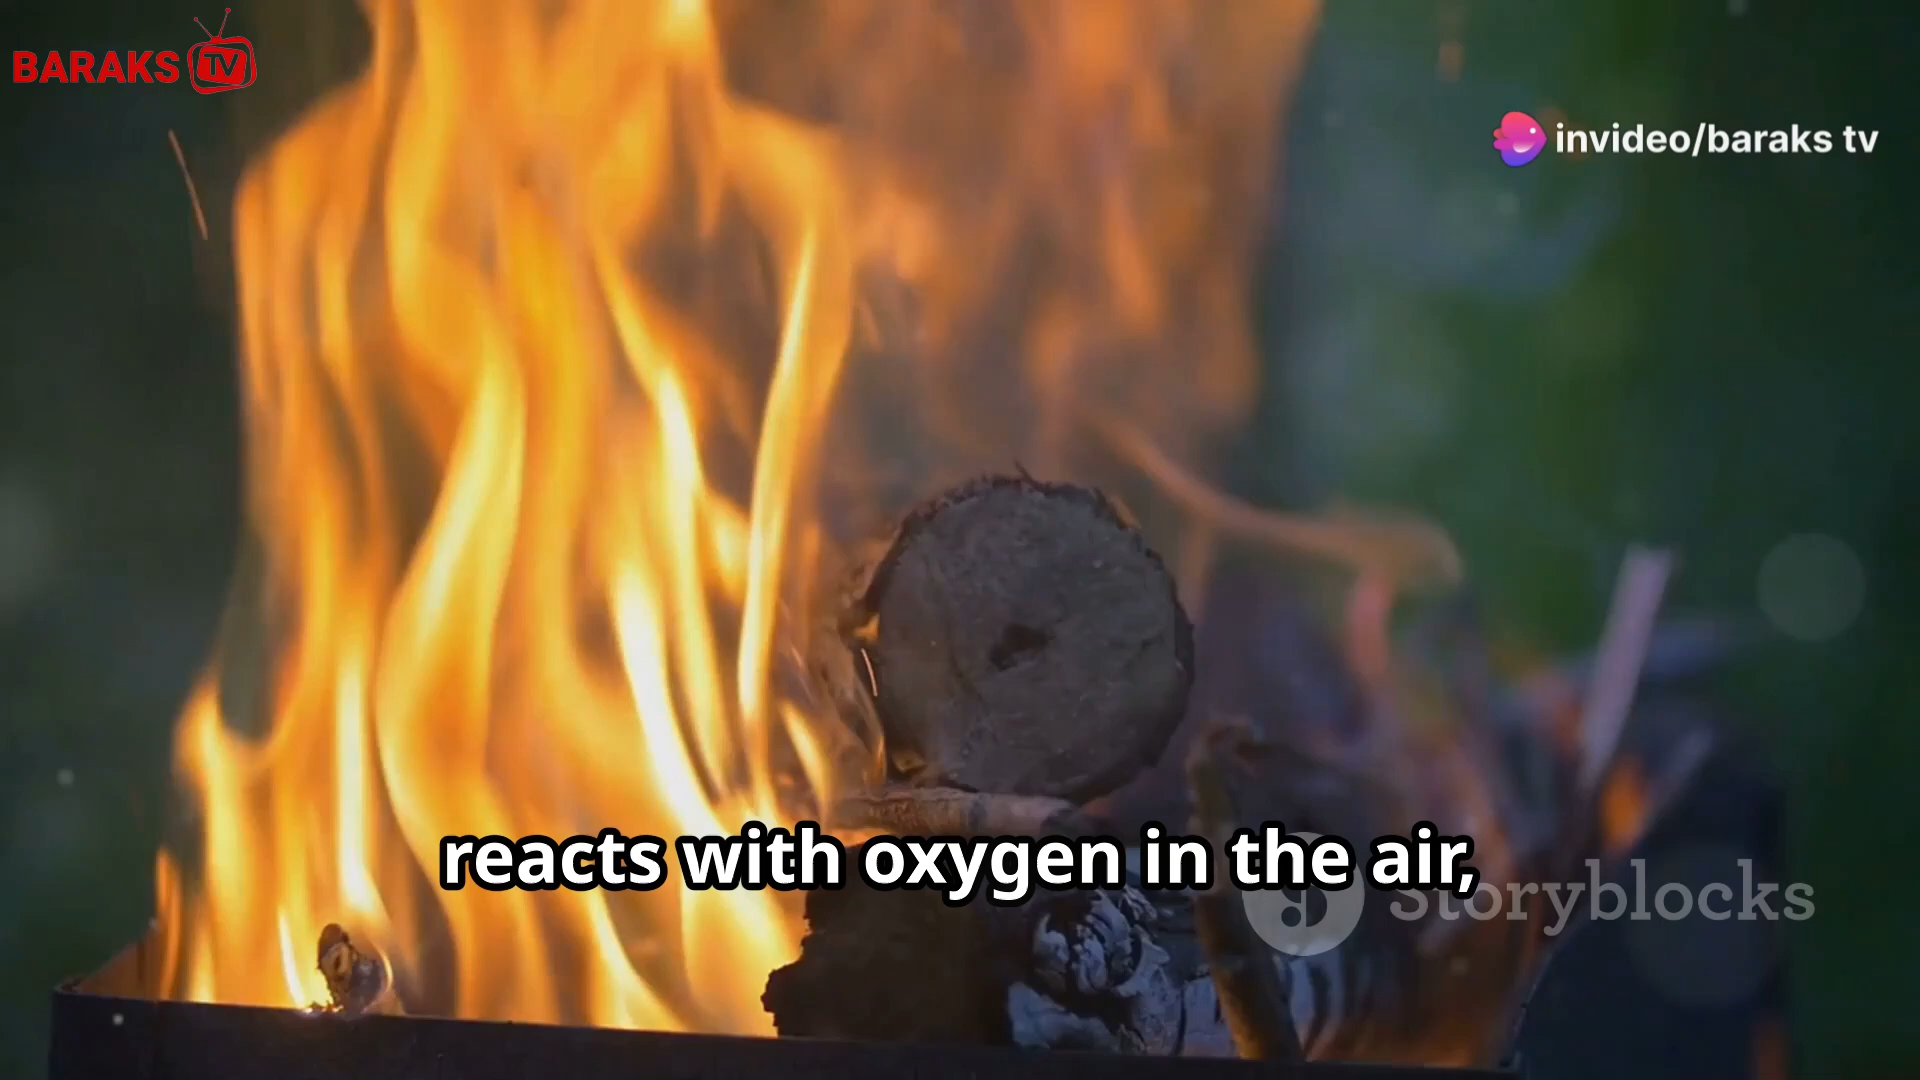 BARAKS TV
invideo/baraks tv
reacts with oxygen in the air,
Storyblocks